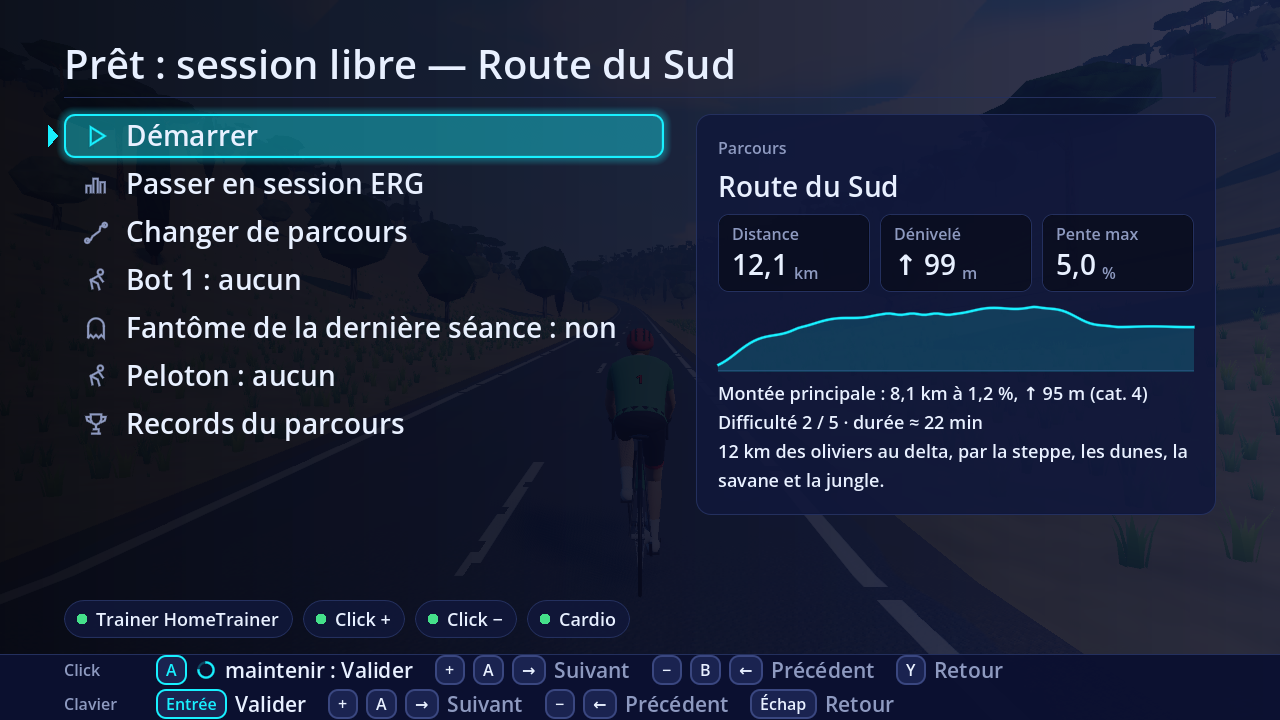 Prêt : session libre — Route du Sud
Démarrer
Passer en session ERG
Changer de parcours
Bot 1 : aucun
Fantôme de la dernière séance : non
Peloton : aucun
Records du parcours
Parcours
Route du Sud
Distance
12,1 km
Dénivelé
↑ 99 m
Pente max
5,0 %
Montée principale : 8,1 km à 1,2 %, ↑ 95 m (cat. 4)
Difficulté 2 / 5 · durée ≈ 22 min
12 km des oliviers au delta, par la steppe, les dunes, la
savane et la jungle.
Trainer HomeTrainer
Click +
Click −
Cardio
Click A maintenir : Valider + A → Suivant − B ← Précédent Y Retour
Clavier Entrée Valider + A → Suivant − ← Précédent Échap Retour